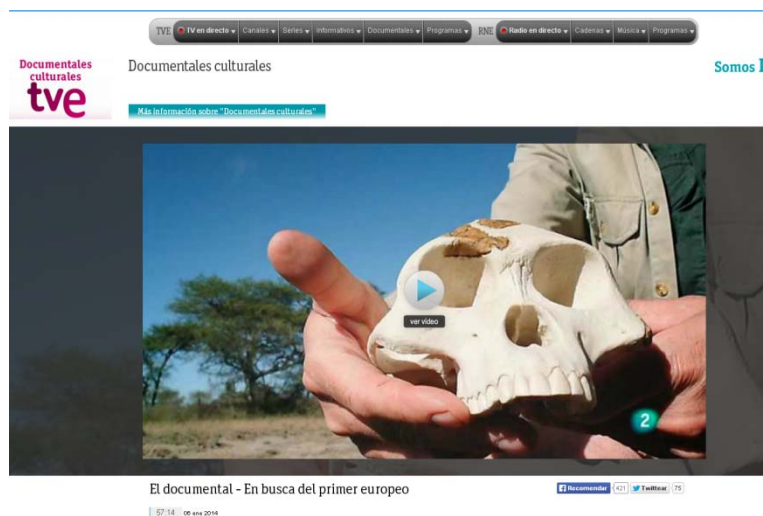 TVE TV en directo Canales Series Informativos Documentales Programas RNE Radio en directo Cadenas Música Programas
Documentales
culturales
tve
Documentales culturales
Somos
Más información sobre "Documentales culturales"
ver vídeo
2
El documental - En busca del primer europeo
Recomendar 421 Twittear 75
57:14 06 ene 2014